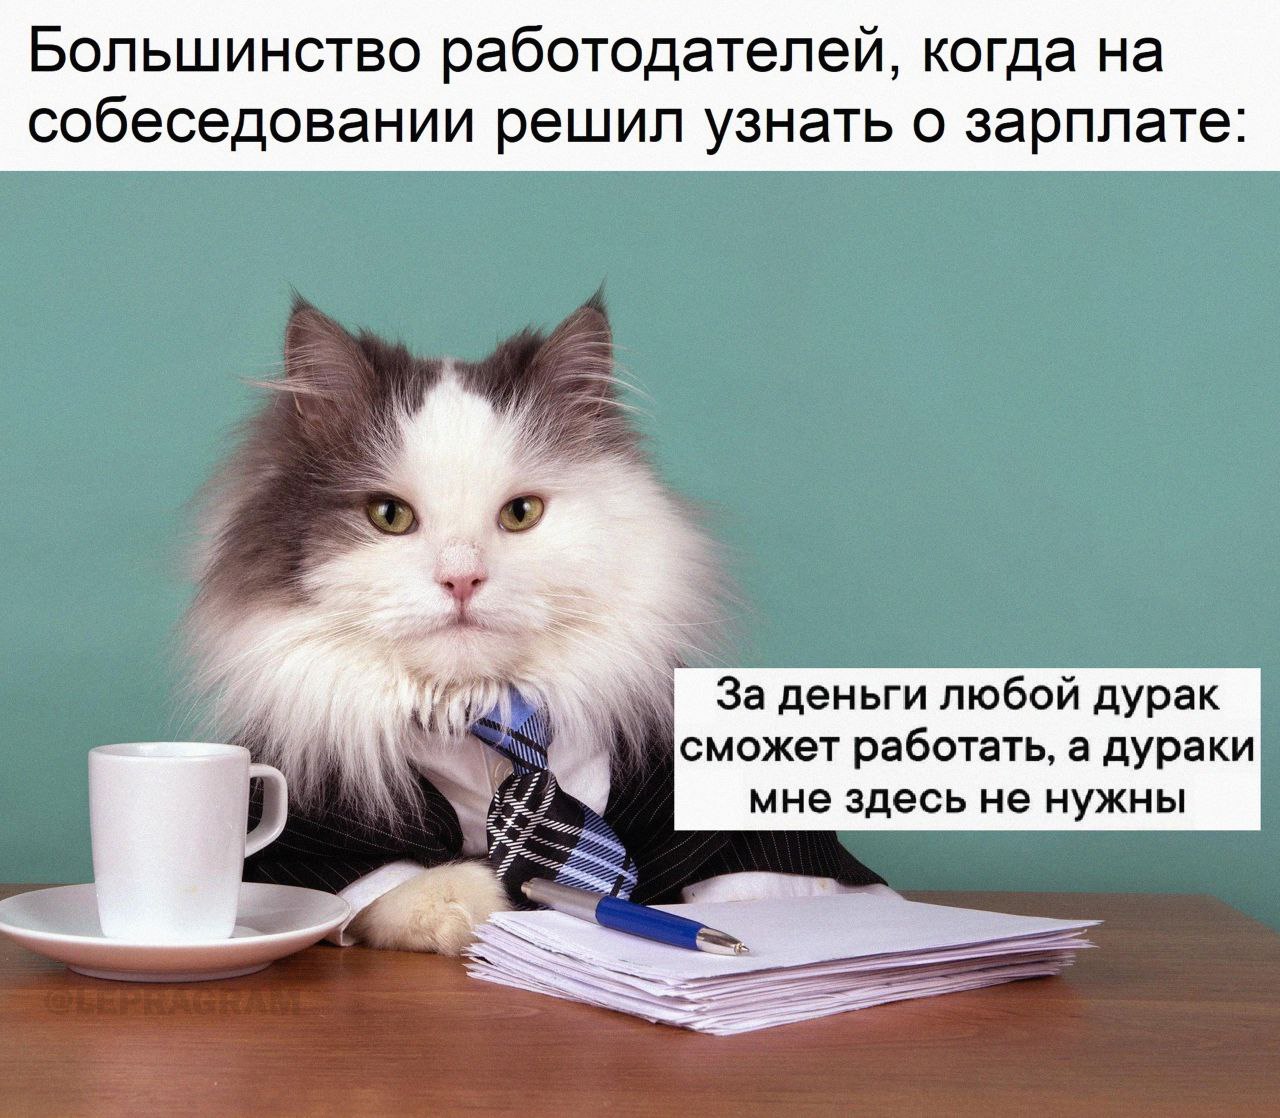 Большинство работодателей, когда на
собеседовании решил узнать о зарплате:
За деньги любой дурак
сможет работать, а дураки
мне здесь не нужны
@LEPRAGRAM